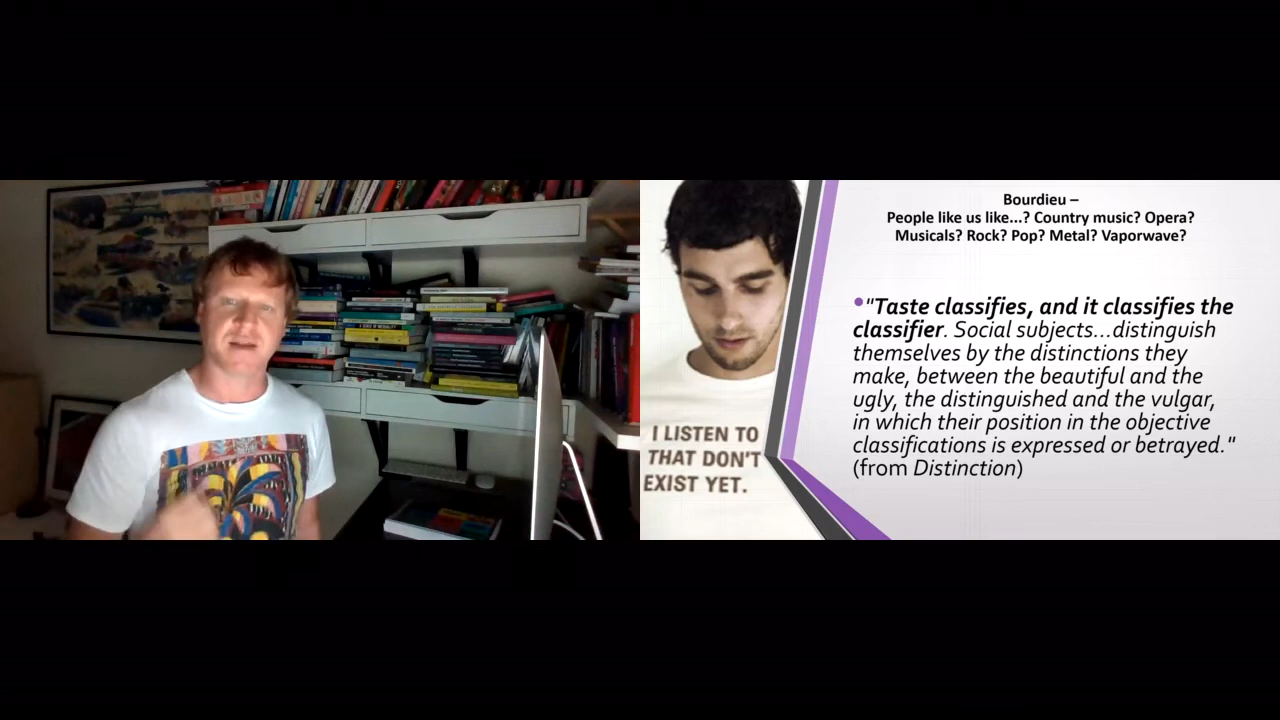 Bourdieu –
People like us like...? Country music? Opera?
Musicals? Rock? Pop? Metal? Vaporwave?
•"Taste classifies, and it classifies the
classifier. Social subjects...distinguish
themselves by the distinctions they
make, between the beautiful and the
ugly, the distinguished and the vulgar,
in which their position in the objective
classifications is expressed or betrayed."
(from Distinction)
I LISTEN TO
THAT DON'T
EXIST YET.